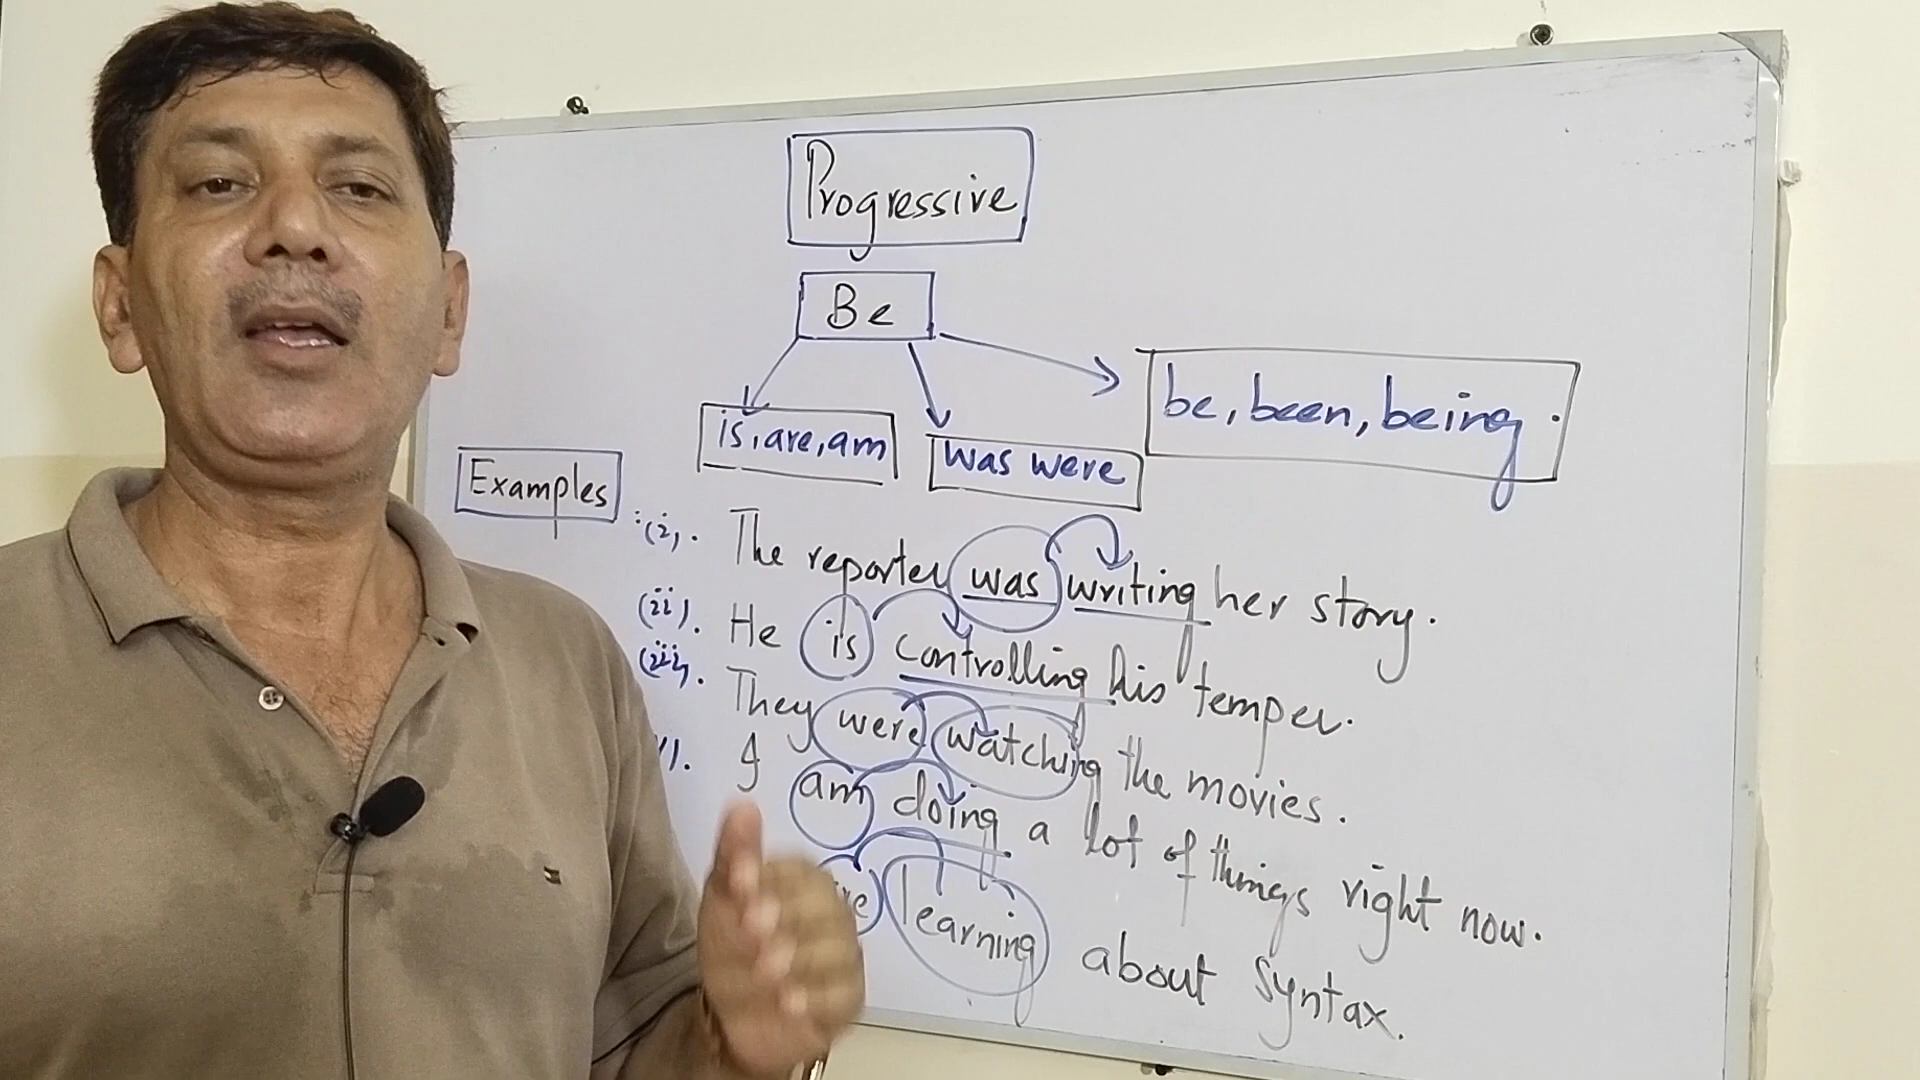 Progressive
Be
is, are, am
was were
be, been, being.
Examples
:(i). The reporter was writing her story.
(ii). He is controlling his temper.
(iii). They were watching the movies.
I am doing a lot of things right now.
learning about Syntax.